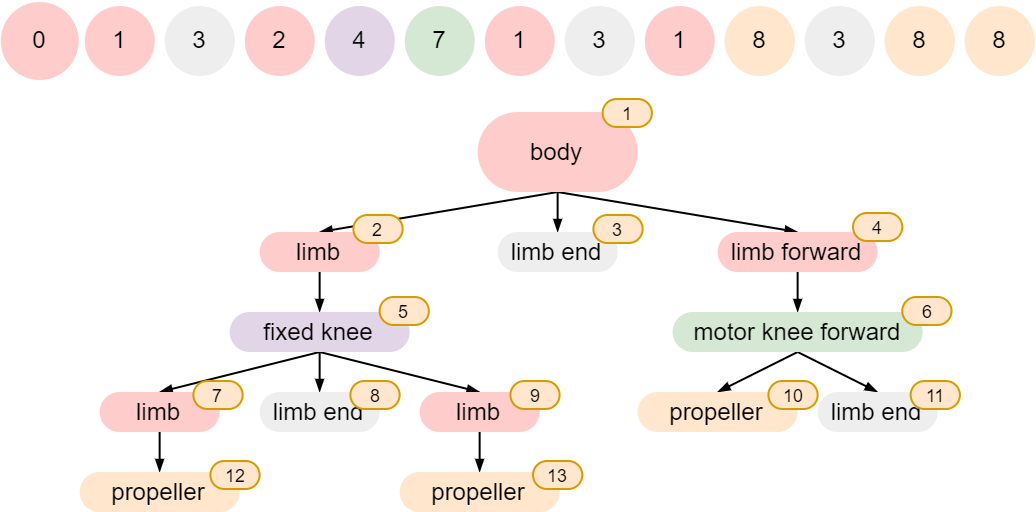 0 1 3 2 4 7 1 3 1 8 3 8 8
1
body
2 3 4
limb limb end limb forward
5 6
fixed knee motor knee forward
7 8 9 10 11
limb limb end limb propeller limb end
12 13
propeller propeller